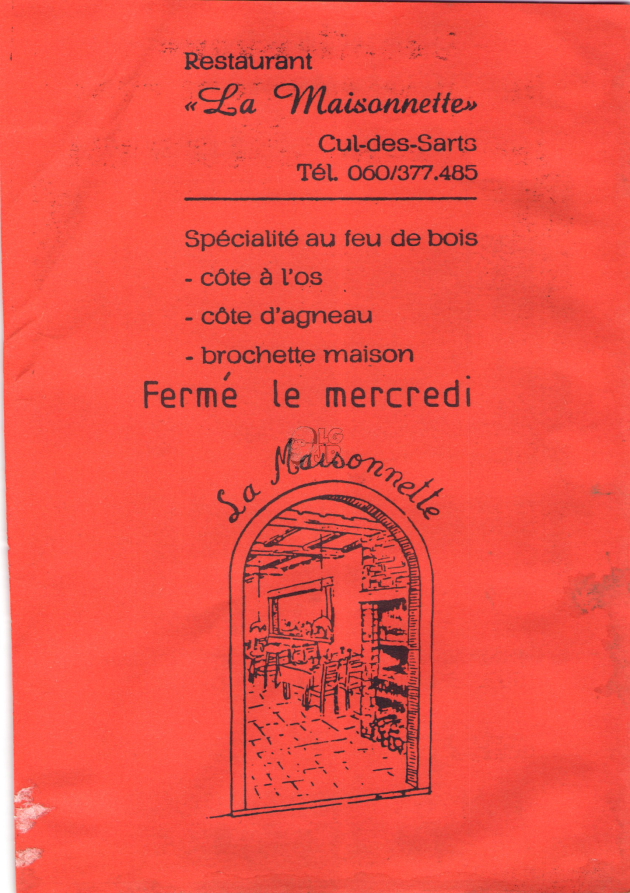 Restaurant
«La Maisonnette»
Cul-des-Sarts
Tél. 060/377.485
Spécialité au feu de bois
- côte à l'os
- côte d'agneau
- brochette maison
Fermé le mercredi
La Maisonnette